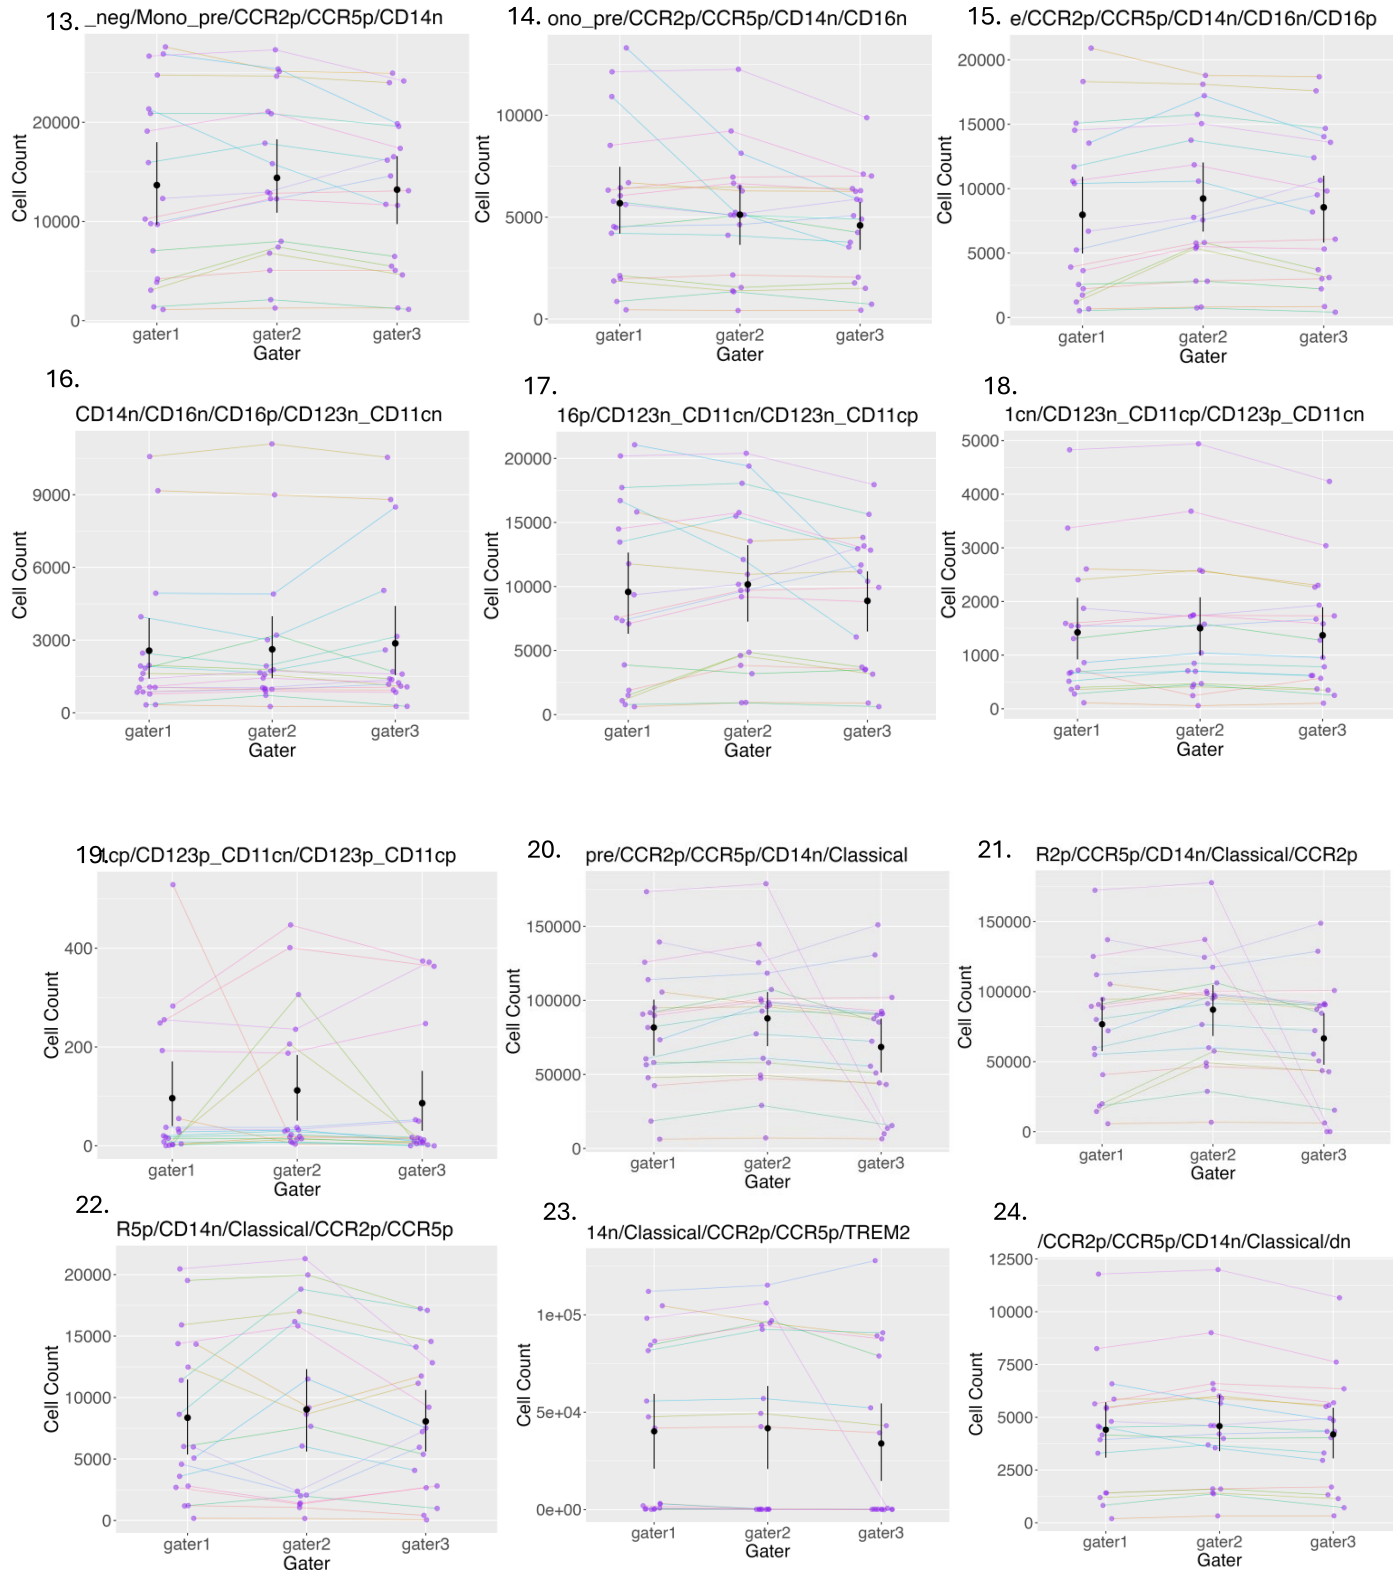 13. _neg/Mono_pre/CCR2p/CCR5p/CD14n
Cell Count
20000
10000
0
gater1 gater2 gater3
Gater
14. ono_pre/CCR2p/CCR5p/CD14n/CD16n
Cell Count
10000
5000
0
gater1 gater2 gater3
Gater
15. e/CCR2p/CCR5p/CD14n/CD16n/CD16p
Cell Count
20000
15000
10000
5000
0
gater1 gater2 gater3
Gater
16.
CD14n/CD16n/CD16p/CD123n_CD11cn
Cell Count
9000
6000
3000
0
gater1 gater2 gater3
Gater
17.
16p/CD123n_CD11cn/CD123n_CD11cp
Cell Count
20000
15000
10000
5000
0
gater1 gater2 gater3
Gater
18.
1cn/CD123n_CD11cp/CD123p_CD11cn
Cell Count
5000
4000
3000
2000
1000
0
gater1 gater2 gater3
Gater
19. 1cp/CD123p_CD11cn/CD123p_CD11cp
Cell Count
400
200
0
gater1 gater2 gater3
Gater
20. pre/CCR2p/CCR5p/CD14n/Classical
Cell Count
150000
100000
50000
0
gater1 gater2 gater3
Gater
21. R2p/CCR5p/CD14n/Classical/CCR2p
Cell Count
150000
100000
50000
0
gater1 gater2 gater3
Gater
22.
R5p/CD14n/Classical/CCR2p/CCR5p
Cell Count
20000
15000
10000
5000
0
gater1 gater2 gater3
Gater
23.
14n/Classical/CCR2p/CCR5p/TREM2
Cell Count
1e+05
5e+04
0e+00
gater1 gater2 gater3
Gater
24.
/CCR2p/CCR5p/CD14n/Classical/dn
Cell Count
12500
10000
7500
5000
2500
0
gater1 gater2 gater3
Gater